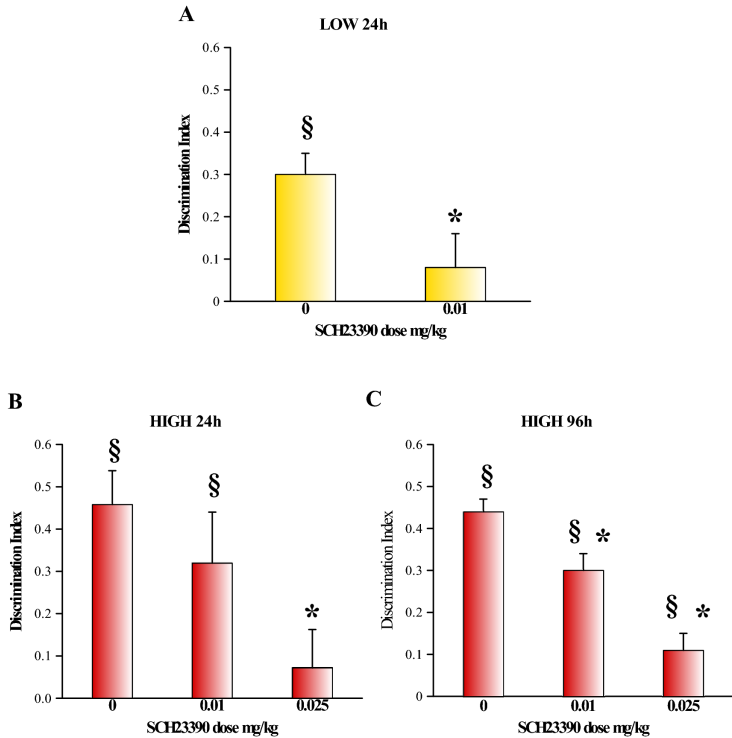 A
LOW 24h
0.6
0.5
§
0.4
Discrimination Index
0.3
*
0.2
0.1
0
0 0.01
SCH23390 dose mg/kg
B
HIGH 24h
0.6
§
0.5
§
0.4
Discrimination Index
0.3
*
0.2
0.1
0.0
0 0.01 0.025
SCH23390 dose mg/kg
C
HIGH 96h
0.6
§
0.5
§ *
0.4
Discrimination Index
0.3
§ *
0.2
0.1
0
0 0.01 0.025
SCH23390 dose mg/kg